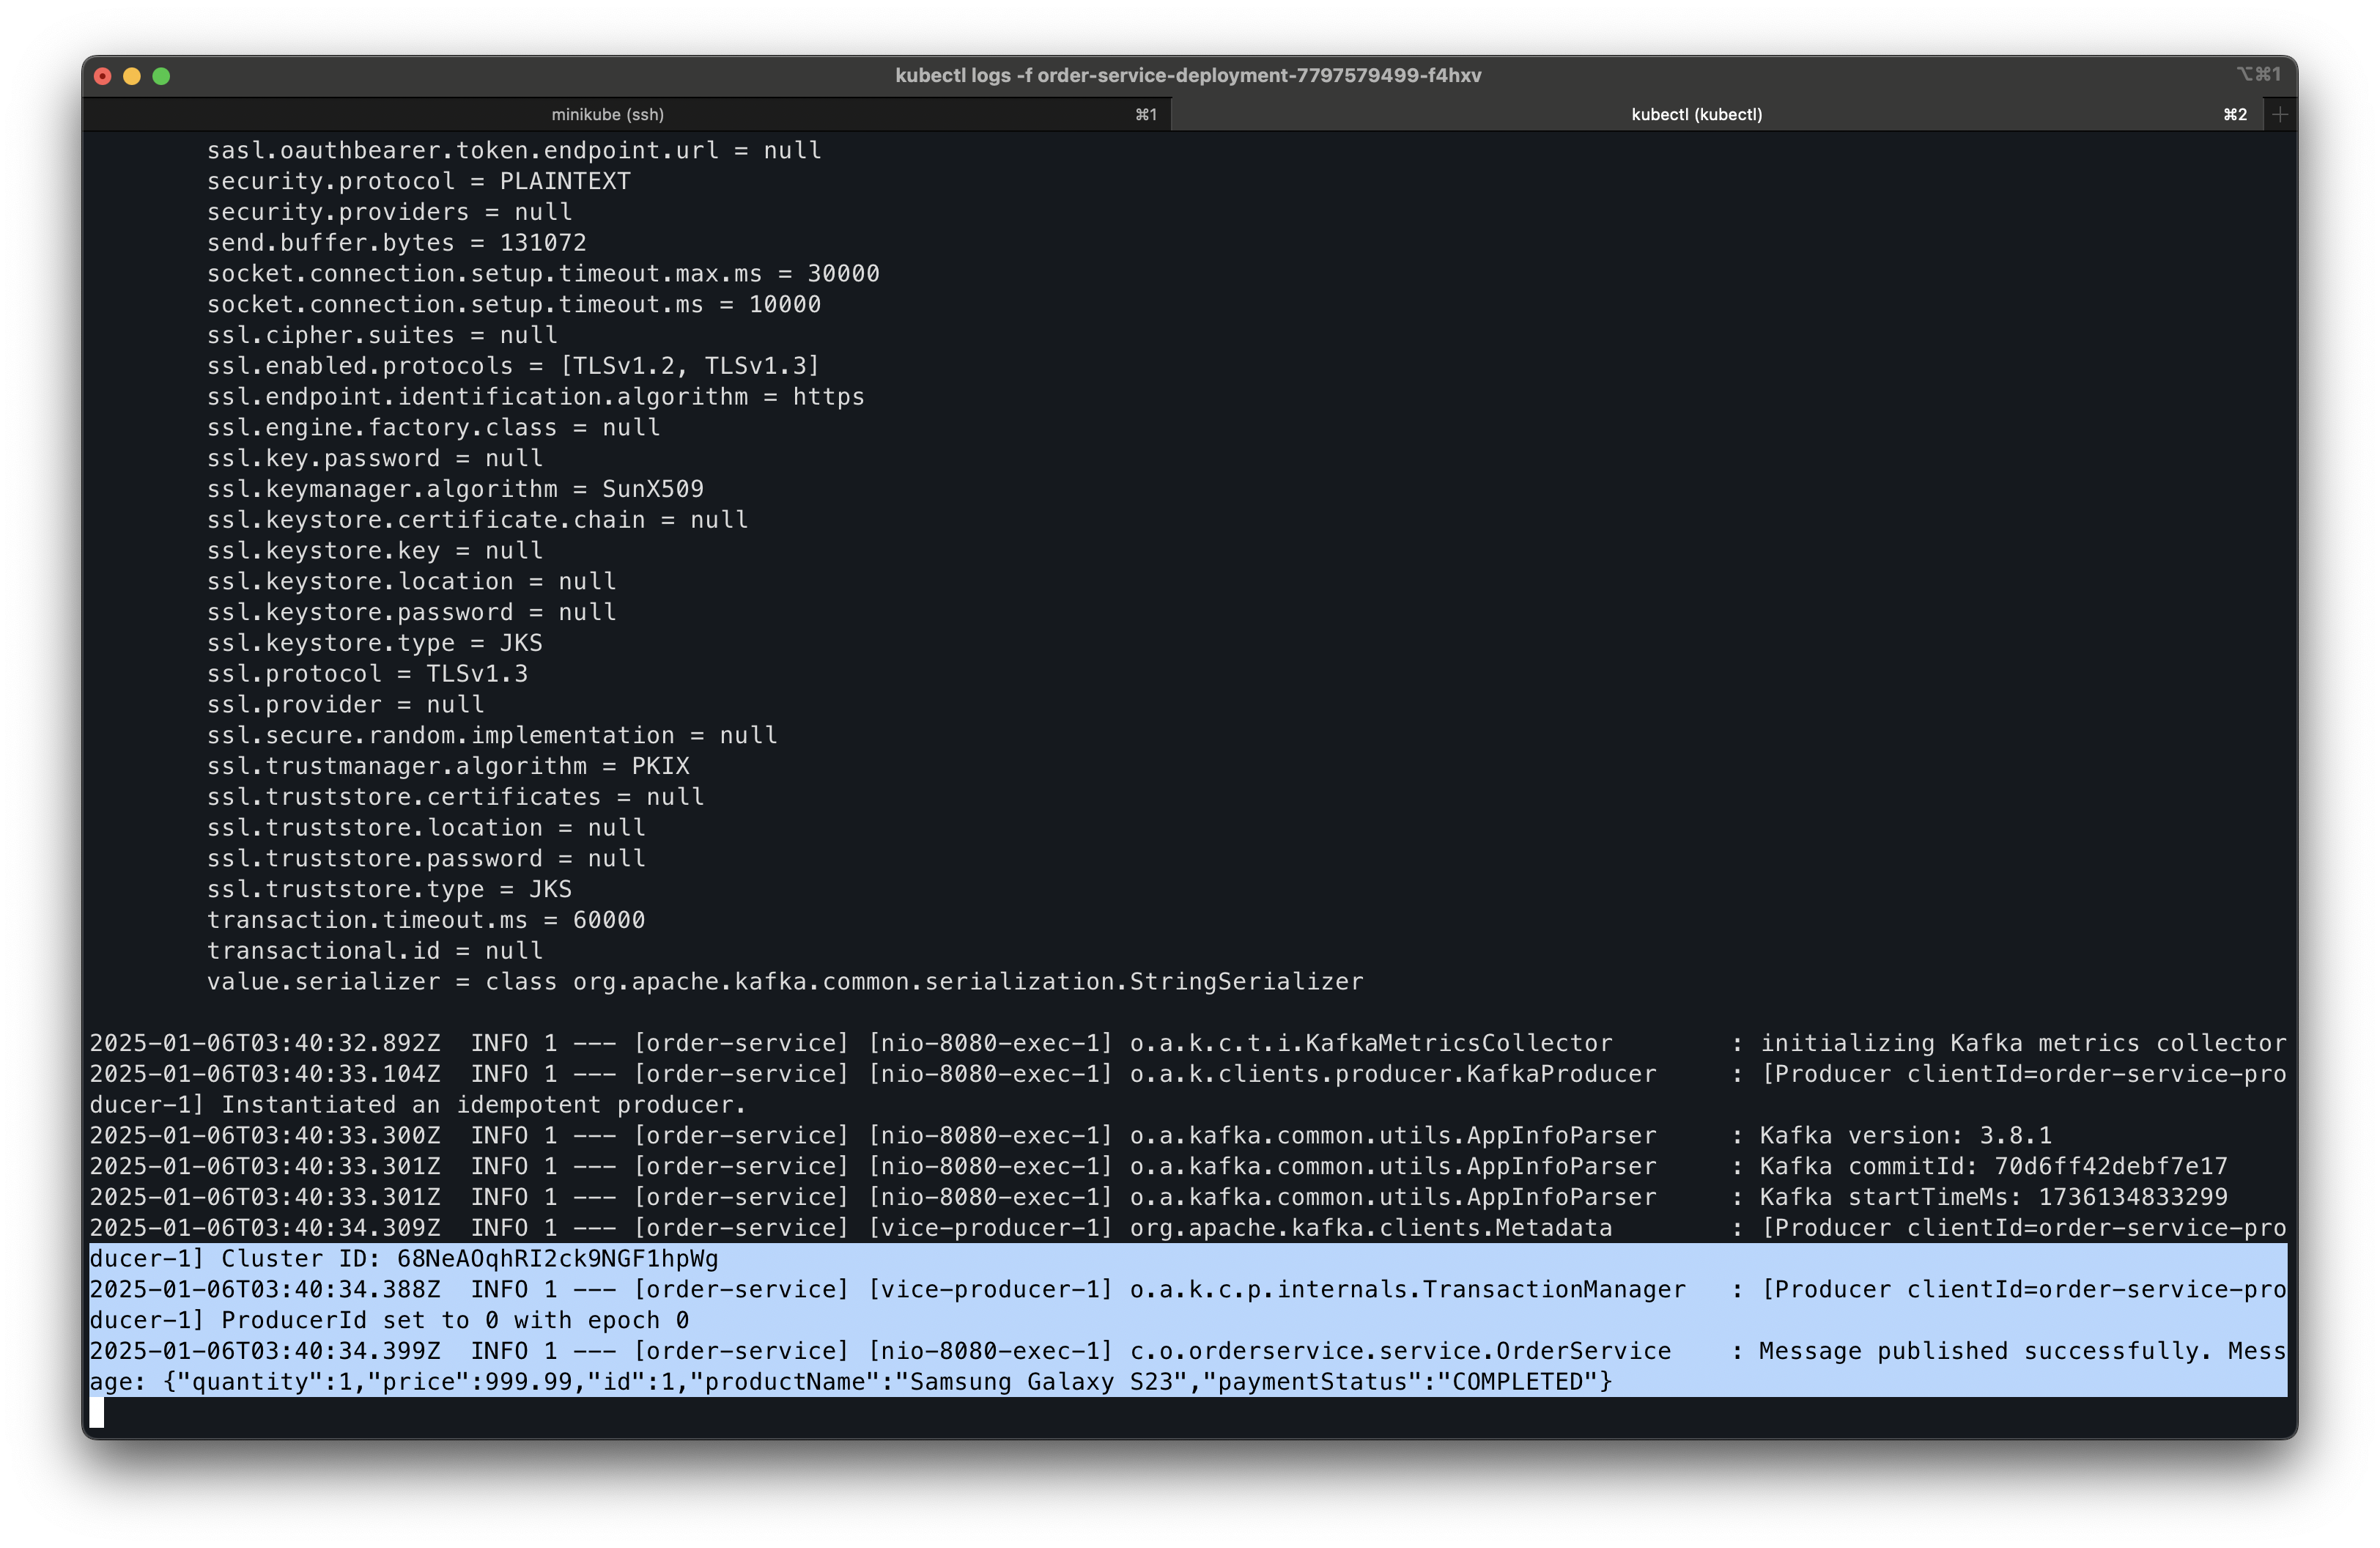 kubectl logs -f order-service-deployment-7797579499-f4hxv
⌥⌘1
minikube (ssh)
⌘1
kubectl (kubectl)
⌘2
sasl.oauthbearer.token.endpoint.url = null
security.protocol = PLAINTEXT
security.providers = null
send.buffer.bytes = 131072
socket.connection.setup.timeout.max.ms = 30000
socket.connection.setup.timeout.ms = 10000
ssl.cipher.suites = null
ssl.enabled.protocols = [TLSv1.2, TLSv1.3]
ssl.endpoint.identification.algorithm = https
ssl.engine.factory.class = null
ssl.key.password = null
ssl.keymanager.algorithm = SunX509
ssl.keystore.certificate.chain = null
ssl.keystore.key = null
ssl.keystore.location = null
ssl.keystore.password = null
ssl.keystore.type = JKS
ssl.protocol = TLSv1.3
ssl.provider = null
ssl.secure.random.implementation = null
ssl.trustmanager.algorithm = PKIX
ssl.truststore.certificates = null
ssl.truststore.location = null
ssl.truststore.password = null
ssl.truststore.type = JKS
transaction.timeout.ms = 60000
transactional.id = null
value.serializer = class org.apache.kafka.common.serialization.StringSerializer
2025-01-06T03:40:32.892Z  INFO 1 --- [order-service] [nio-8080-exec-1] o.a.k.c.t.i.KafkaMetricsCollector        : initializing Kafka metrics collector
2025-01-06T03:40:33.104Z  INFO 1 --- [order-service] [nio-8080-exec-1] o.a.k.clients.producer.KafkaProducer     : [Producer clientId=order-service-pro
ducer-1] Instantiated an idempotent producer.
2025-01-06T03:40:33.300Z  INFO 1 --- [order-service] [nio-8080-exec-1] o.a.kafka.common.utils.AppInfoParser     : Kafka version: 3.8.1
2025-01-06T03:40:33.301Z  INFO 1 --- [order-service] [nio-8080-exec-1] o.a.kafka.common.utils.AppInfoParser     : Kafka commitId: 70d6ff42debf7e17
2025-01-06T03:40:33.301Z  INFO 1 --- [order-service] [nio-8080-exec-1] o.a.kafka.common.utils.AppInfoParser     : Kafka startTimeMs: 1736134833299
2025-01-06T03:40:34.309Z  INFO 1 --- [order-service] [vice-producer-1] org.apache.kafka.clients.Metadata        : [Producer clientId=order-service-pro
ducer-1] Cluster ID: 68NeAOqhRI2ck9NGF1hpWg
2025-01-06T03:40:34.388Z  INFO 1 --- [order-service] [vice-producer-1] o.a.k.c.p.internals.TransactionManager   : [Producer clientId=order-service-pro
ducer-1] ProducerId set to 0 with epoch 0
2025-01-06T03:40:34.399Z  INFO 1 --- [order-service] [nio-8080-exec-1] c.o.orderservice.service.OrderService    : Message published successfully. Mess
age: {"quantity":1,"price":999.99,"id":1,"productName":"Samsung Galaxy S23","paymentStatus":"COMPLETED"}